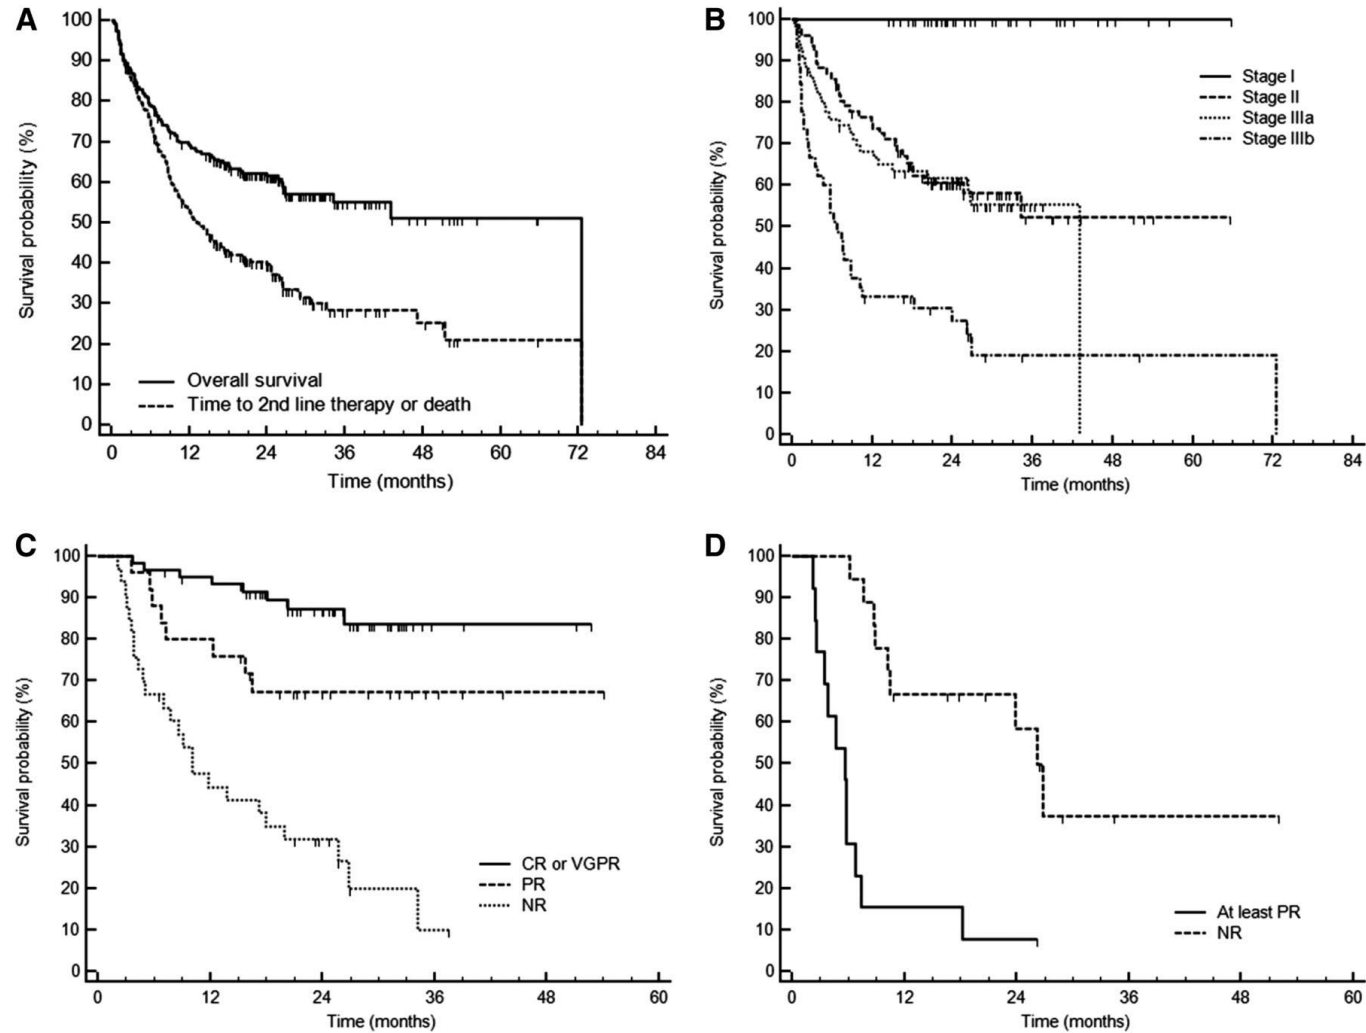 A
100
90
80
70
60
50
40
30
20
10
0
Survival probability (%)
Overall survival
Time to 2nd line therapy or death
0 12 24 36 48 60 72 84
Time (months)
B
100
90
80
70
60
50
40
30
20
10
0
Survival probability (%)
Stage I
Stage II
Stage IIIa
Stage IIIb
0 12 24 36 48 60 72 84
Time (months)
C
100
90
80
70
60
50
40
30
20
10
0
Survival probability (%)
CR or VGPR
PR
NR
0 12 24 36 48 60
Time (months)
D
100
90
80
70
60
50
40
30
20
10
0
Survival probability (%)
At least PR
NR
0 12 24 36 48 60
Time (months)